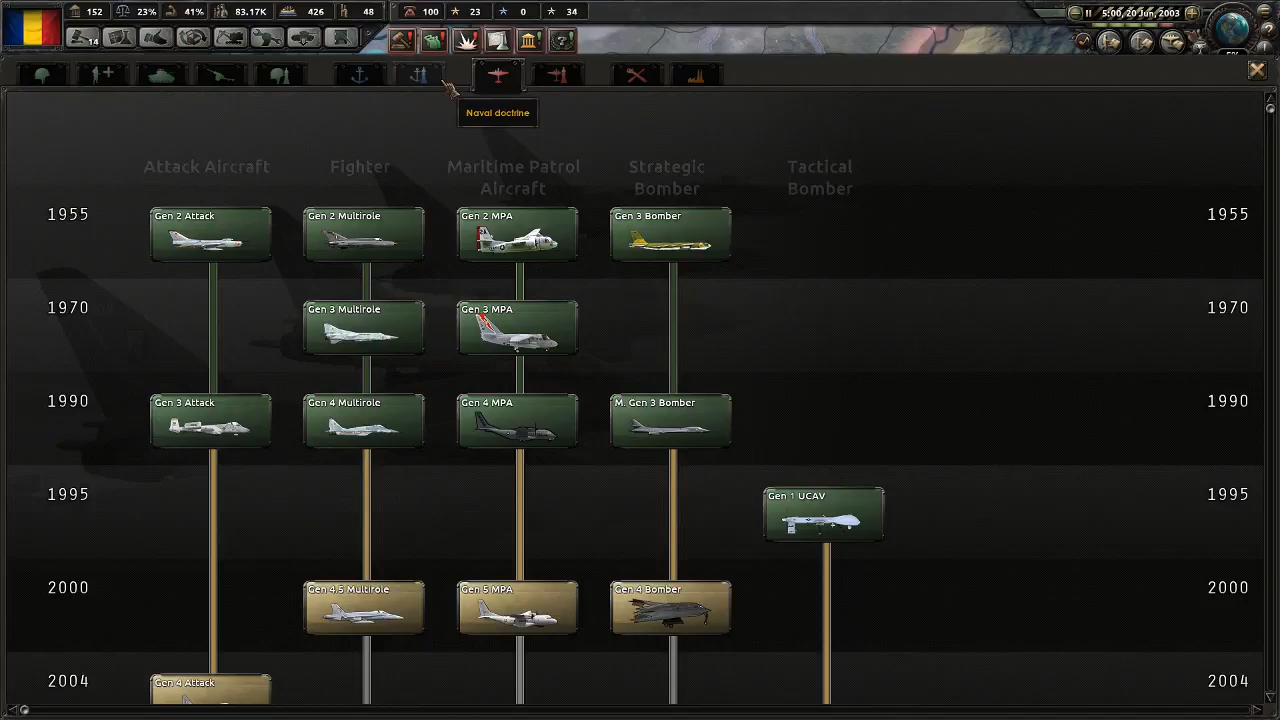 152
23%
41%
83.17K
426
48
100
23
0
34
5:00, 20 Jun, 2003
14
Naval doctrine
Attack Aircraft
Fighter
Maritime Patrol
Aircraft
Strategic
Bomber
Tactical
Bomber
1955
Gen 2 Attack
Gen 2 Multirole
Gen 2 MPA
Gen 3 Bomber
1955
1970
Gen 3 Multirole
Gen 3 MPA
1970
1990
Gen 3 Attack
Gen 4 Multirole
Gen 4 MPA
M. Gen 3 Bomber
1990
1995
Gen 1 UCAV
1995
2000
Gen 4.5 Multirole
Gen 5 MPA
Gen 4 Bomber
2000
2004
Gen 4 Attack
2004